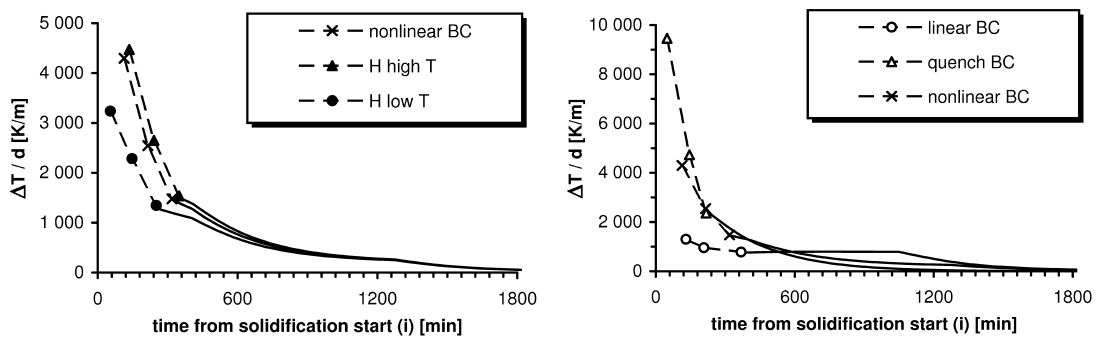 5 000
4 000
3 000
2 000
1 000
0
ΔT / d [K/m]
nonlinear BC
H high T
H low T
0 600 1200 1800
time from solidification start (i) [min]
10 000
8 000
6 000
4 000
2 000
0
ΔT / d [K/m]
linear BC
quench BC
nonlinear BC
0 600 1200 1800
time from solidification start (i) [min]